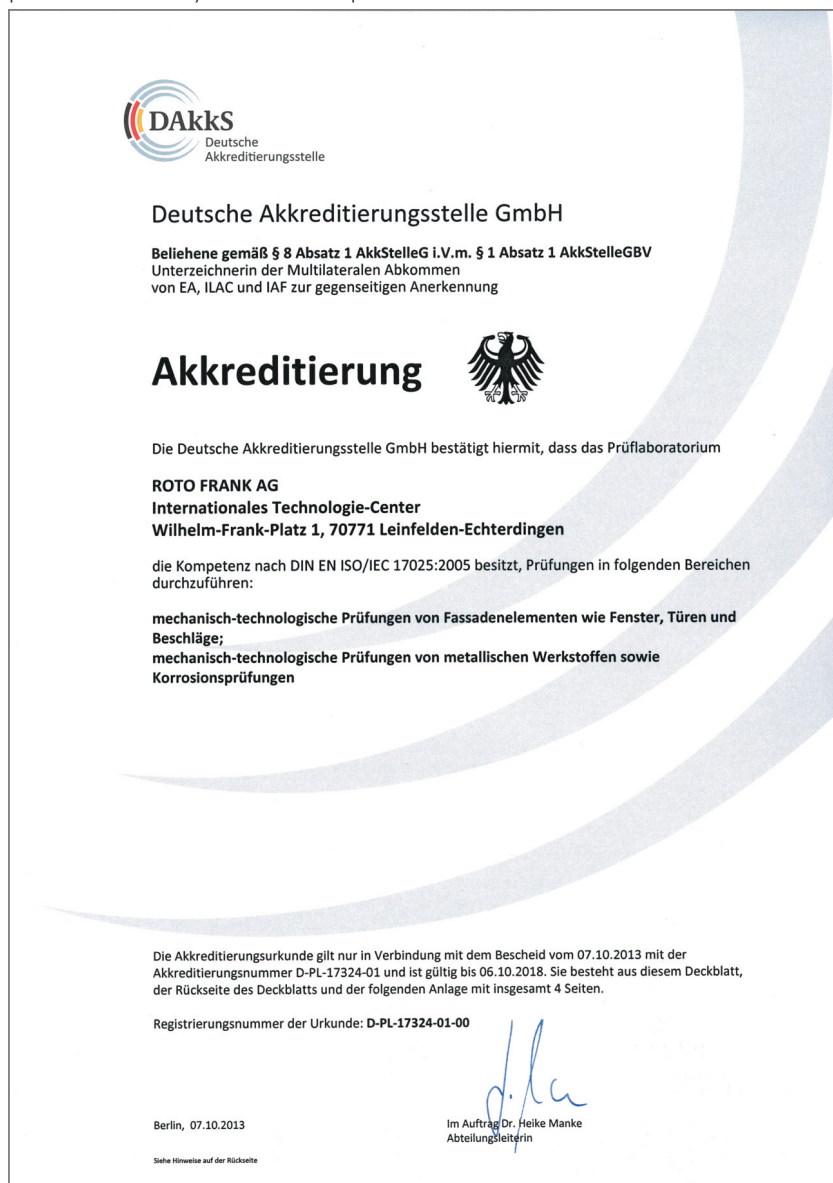 DAkkS
Deutsche
Akkreditierungsstelle
Deutsche Akkreditierungsstelle GmbH
Beliehene gemäß § 8 Absatz 1 AkkStelleG i.V.m. § 1 Absatz 1 AkkStelleGBV
Unterzeichnerin der Multilateralen Abkommen
von EA, ILAC und IAF zur gegenseitigen Anerkennung
Akkreditierung
Die Deutsche Akkreditierungsstelle GmbH bestätigt hiermit, dass das Prüflaboratorium
ROTO FRANK AG
Internationales Technologie-Center
Wilhelm-Frank-Platz 1, 70771 Leinfelden-Echterdingen
die Kompetenz nach DIN EN ISO/IEC 17025:2005 besitzt, Prüfungen in folgenden Bereichen
durchzuführen:
mechanisch-technologische Prüfungen von Fassadenelementen wie Fenster, Türen und
Beschläge;
mechanisch-technologische Prüfungen von metallischen Werkstoffen sowie
Korrosionsprüfungen
Die Akkreditierungsurkunde gilt nur in Verbindung mit dem Bescheid vom 07.10.2013 mit der
Akkreditierungsnummer D-PL-17324-01 und ist gültig bis 06.10.2018. Sie besteht aus diesem Deckblatt,
der Rückseite des Deckblatts und der folgenden Anlage mit insgesamt 4 Seiten.
Registrierungsnummer der Urkunde: D-PL-17324-01-00
Berlin, 07.10.2013
Im Auftrag Dr. Heike Manke
Abteilungsleiterin
Siehe Hinweise auf der Rückseite